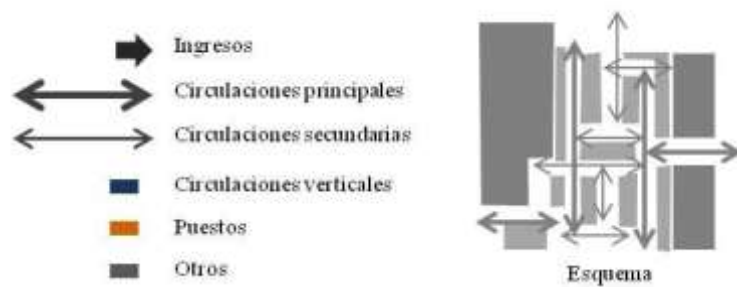 Ingresos
Circulaciones principales
Circulaciones secundarias
Circulaciones verticales
Puestos
Otros
Esquema